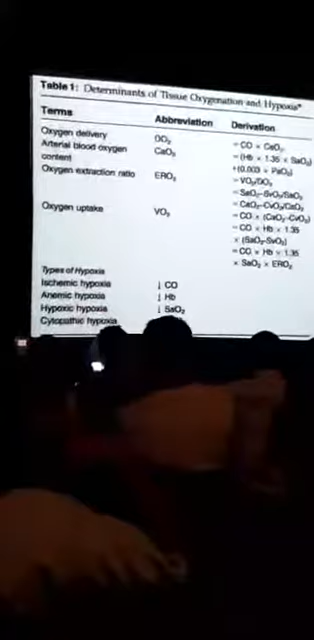 Table 1: Determinants of Tissue Oxygenation and Hypoxia*
Terms Abbreviation Derivation
Oxygen delivery DO₂ = CO × CaO₂
Arterial blood oxygen content CaO₂ = (Hb × 1.35 × SaO₂)
+(0.003 × PaO₂)
Oxygen extraction ratio ERO₂ = VO₂/DO₂
= SaO₂-SvO₂/SaO₂
= CaO₂-CvO₂/CaO₂
Oxygen uptake VO₂ = CO × (CaO₂-CvO₂)
= CO × Hb × 1.35
× (SaO₂-SvO₂)
= CO × Hb × 1.35
× SaO₂ × ERO₂
Types of Hypoxia
Ischemic hypoxia ↓ CO
Anemic hypoxia ↓ Hb
Hypoxic hypoxia ↓ SaO₂
Cytopathic hypoxia